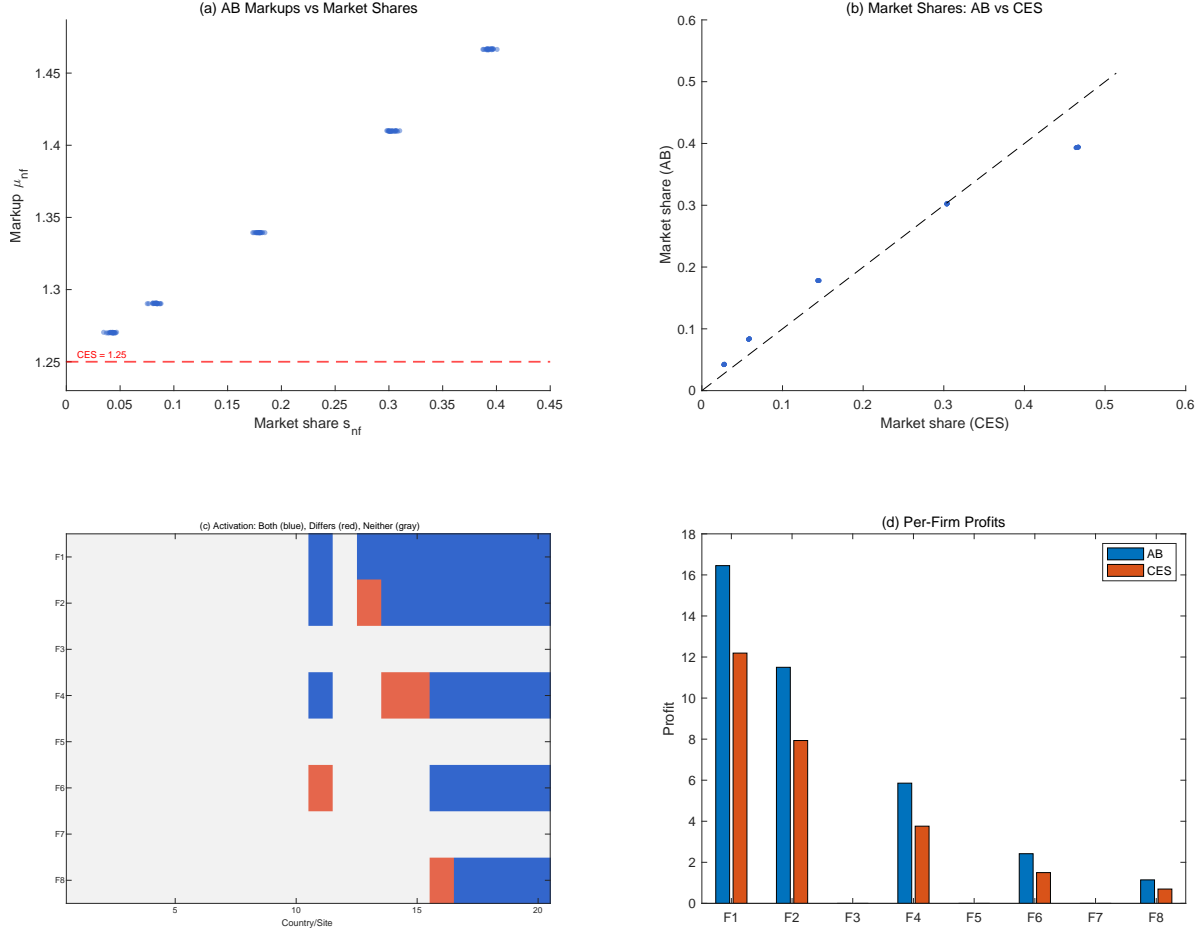 (a) AB Markups vs Market Shares
1.45
1.4
1.35
1.3
1.25
CES = 1.25
0 0.05 0.1 0.15 0.2 0.25 0.3 0.35 0.4 0.45
Market share s_nf
Markup μ_nf
(b) Market Shares: AB vs CES
0.6
0.5
0.4
0.3
0.2
0.1
0
0 0.1 0.2 0.3 0.4 0.5 0.6
Market share (CES)
Market share (AB)
(c) Activation: Both (blue), Differs (red), Neither (gray)
F1
F2
F3
F4
F5
F6
F7
F8
5 10 15 20
Country/Site
(d) Per-Firm Profits
18
16
14
12
10
8
6
4
2
0
AB
CES
F1 F2 F3 F4 F5 F6 F7 F8
Profit